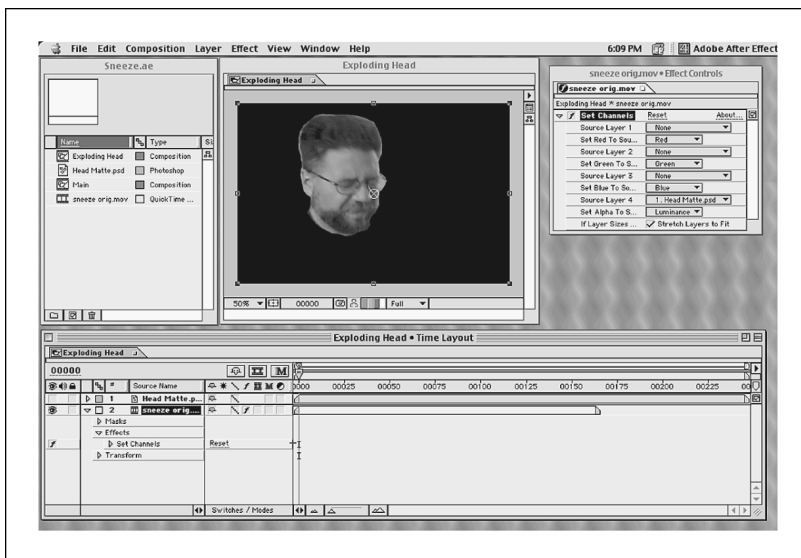 File Edit Composition Layer Effect View Window Help 6:09 PM Adobe After Effect
Sneeze.ae
Name Type Si
Exploding Head Composition
Head Matte.psd Photoshop
Main Composition
sneeze orig.mov QuickTime ...
Exploding Head
Exploding Head
50% 00000 Full
sneeze orig.mov • Effect Controls
sneeze orig.mov
Exploding Head * sneeze orig.mov
Set Channels Reset About...
Source Layer 1 None
Set Red To Sou... Red
Source Layer 2 None
Set Green To S... Green
Source Layer 3 None
Set Blue To So... Blue
Source Layer 4 1. Head Matte.psd
Set Alpha To S... Luminance
If Layer Sizes ... Stretch Layers to Fit
Exploding Head • Time Layout
Exploding Head
00000
# Source Name 0000 00025 00050 00075 00100 00125 00150 00175 00200 00225 00
1 Head Matte.p...
2 sneeze orig....
Masks
Effects
Set Channels Reset
Transform
Switches / Modes